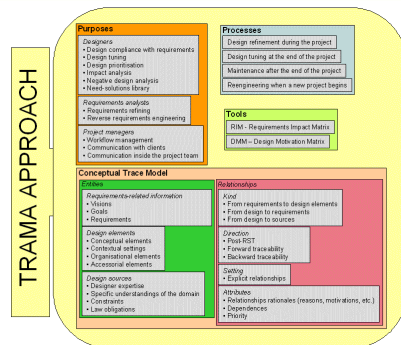 TRAMA APPROACH
Purposes
Designers
• Design compliance with requirements
• Design tuning
• Design prioritisation
• Impact analysis
• Negative design analysis
• Need-solutions library
Requirements analysts
• Requirements refining
• Reverse requirements engineering
Project managers
• Workflow management
• Communication with clients
• Communication inside the project team
Processes
Design refinement during the project
Design tuning at the end of the project
Maintenance after the end of the project
Reengineering when a new project begins
Tools
RIM - Requirements Impact Matrix
DMM – Design Motivation Matrix
Conceptual Trace Model
Entities
Requirements-related information
• Visions
• Goals
• Requirements
Design elements
• Conceptual elements
• Contextual settings
• Organisational elements
• Accessorial elements
Design sources
• Designer expertise
• Specific understandings of the domain
• Constraints
• Law obligations
Relationships
Kind
• From requirements to design elements
• From design to requirements
• From design to sources
Direction
• Post-RST
• Forward traceability
• Backward traceability
Setting
• Explicit relationships
Attributes
• Relationships rationales (reasons, motivations, etc.)
• Dependences
• Priority